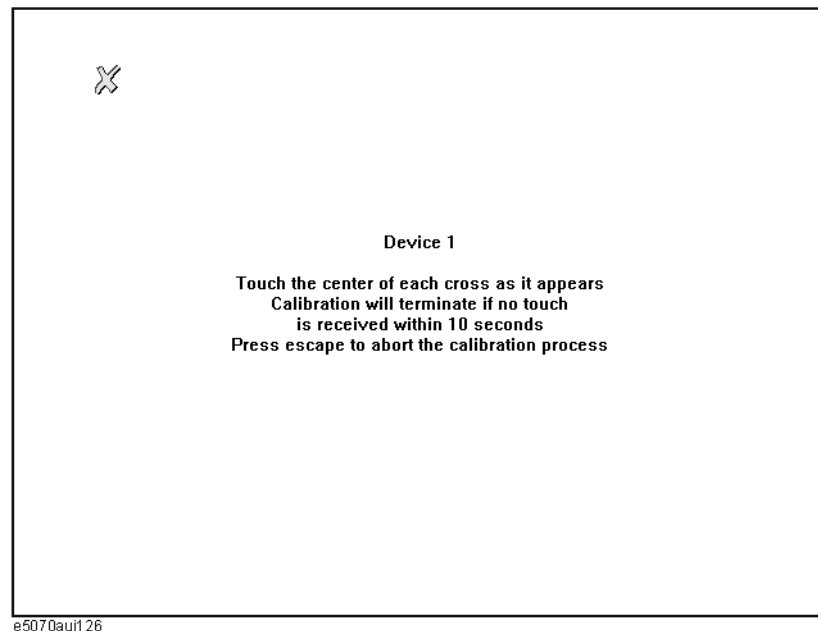 Device 1
Touch the center of each cross as it appears
Calibration will terminate if no touch
is received within 10 seconds
Press escape to abort the calibration process
e5070auj126